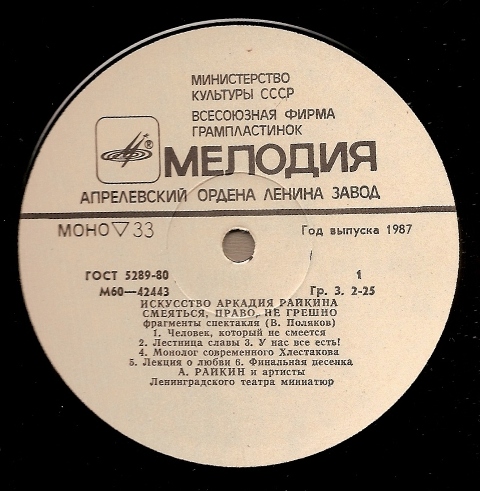 МИНИСТЕРСТВО
КУЛЬТУРЫ СССР
ВСЕСОЮЗНАЯ ФИРМА
ГРАМПЛАСТИНОК
® МЕЛОДИЯ
АПРЕЛЕВСКИЙ ОРДЕНА ЛЕНИНА ЗАВОД
МОНО ▽ 33 Год выпуска 1987
ГОСТ 5289-80 1
М60—42443 Гр. 3. 2-25
ИСКУССТВО АРКАДИЯ РАЙКИНА
СМЕЯТЬСЯ, ПРАВО, НЕ ГРЕШНО
фрагменты спектакля (В. Поляков)
1. Человек, который не смеется
2. Лестница славы 3. У нас все есть!
4. Монолог современного Хлестакова
5. Лекция о любви 6. Финальная песенка
А. РАЙКИН и артисты
Ленинградского театра миниатюр